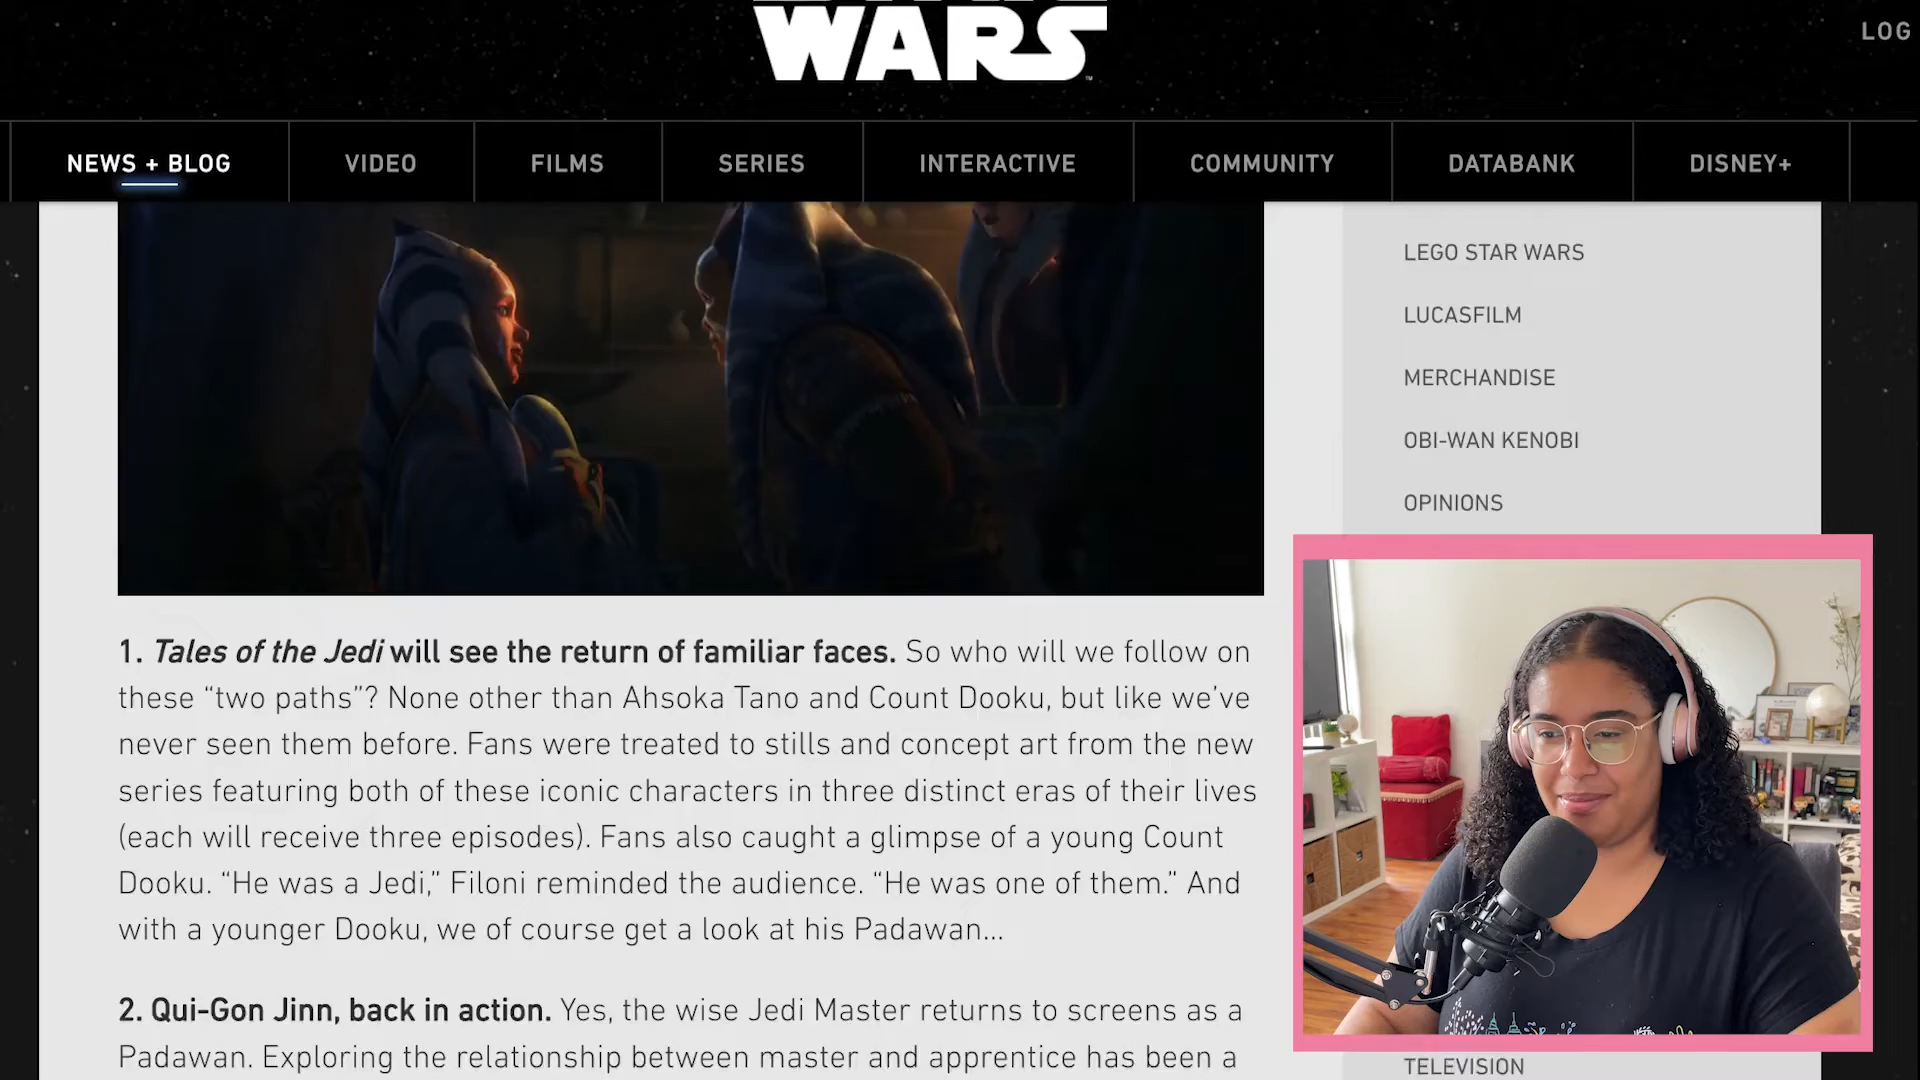 WARS
LOG
NEWS + BLOG
VIDEO
FILMS
SERIES
INTERACTIVE
COMMUNITY
DATABANK
DISNEY+
LEGO STAR WARS
LUCASFILM
MERCHANDISE
OBI-WAN KENOBI
OPINIONS
TELEVISION
1. Tales of the Jedi will see the return of familiar faces. So who will we follow on
these “two paths”? None other than Ahsoka Tano and Count Dooku, but like we’ve
never seen them before. Fans were treated to stills and concept art from the new
series featuring both of these iconic characters in three distinct eras of their lives
(each will receive three episodes). Fans also caught a glimpse of a young Count
Dooku. “He was a Jedi,” Filoni reminded the audience. “He was one of them.” And
with a younger Dooku, we of course get a look at his Padawan…
2. Qui-Gon Jinn, back in action. Yes, the wise Jedi Master returns to screens as a
Padawan. Exploring the relationship between master and apprentice has been a